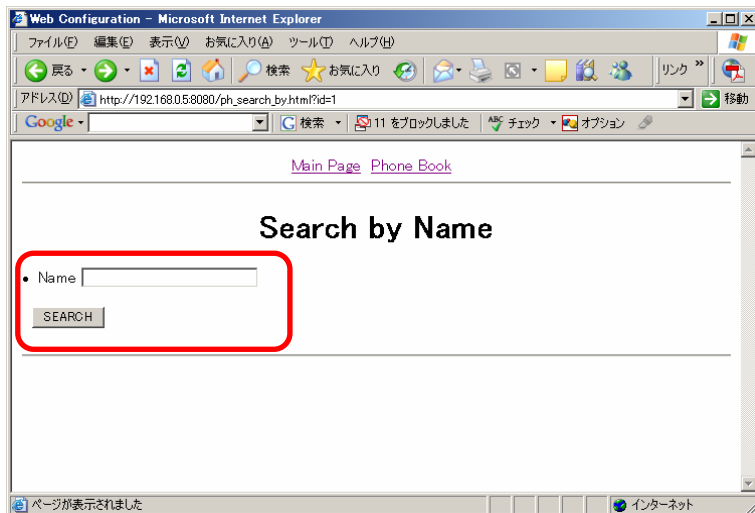 Web Configuration - Microsoft Internet Explorer
ファイル(F) 編集(E) 表示(V) お気に入り(A) ツール(T) ヘルプ(H)
戻る 検索 お気に入り リンク »
アドレス(D) http://192.168.0.5:8080/ph_search_by.html?id=1 移動
Google 検索 11 をブロックしました ABC チェック オプション
Main Page Phone Book
Search by Name
• Name
SEARCH
ページが表示されました インターネット